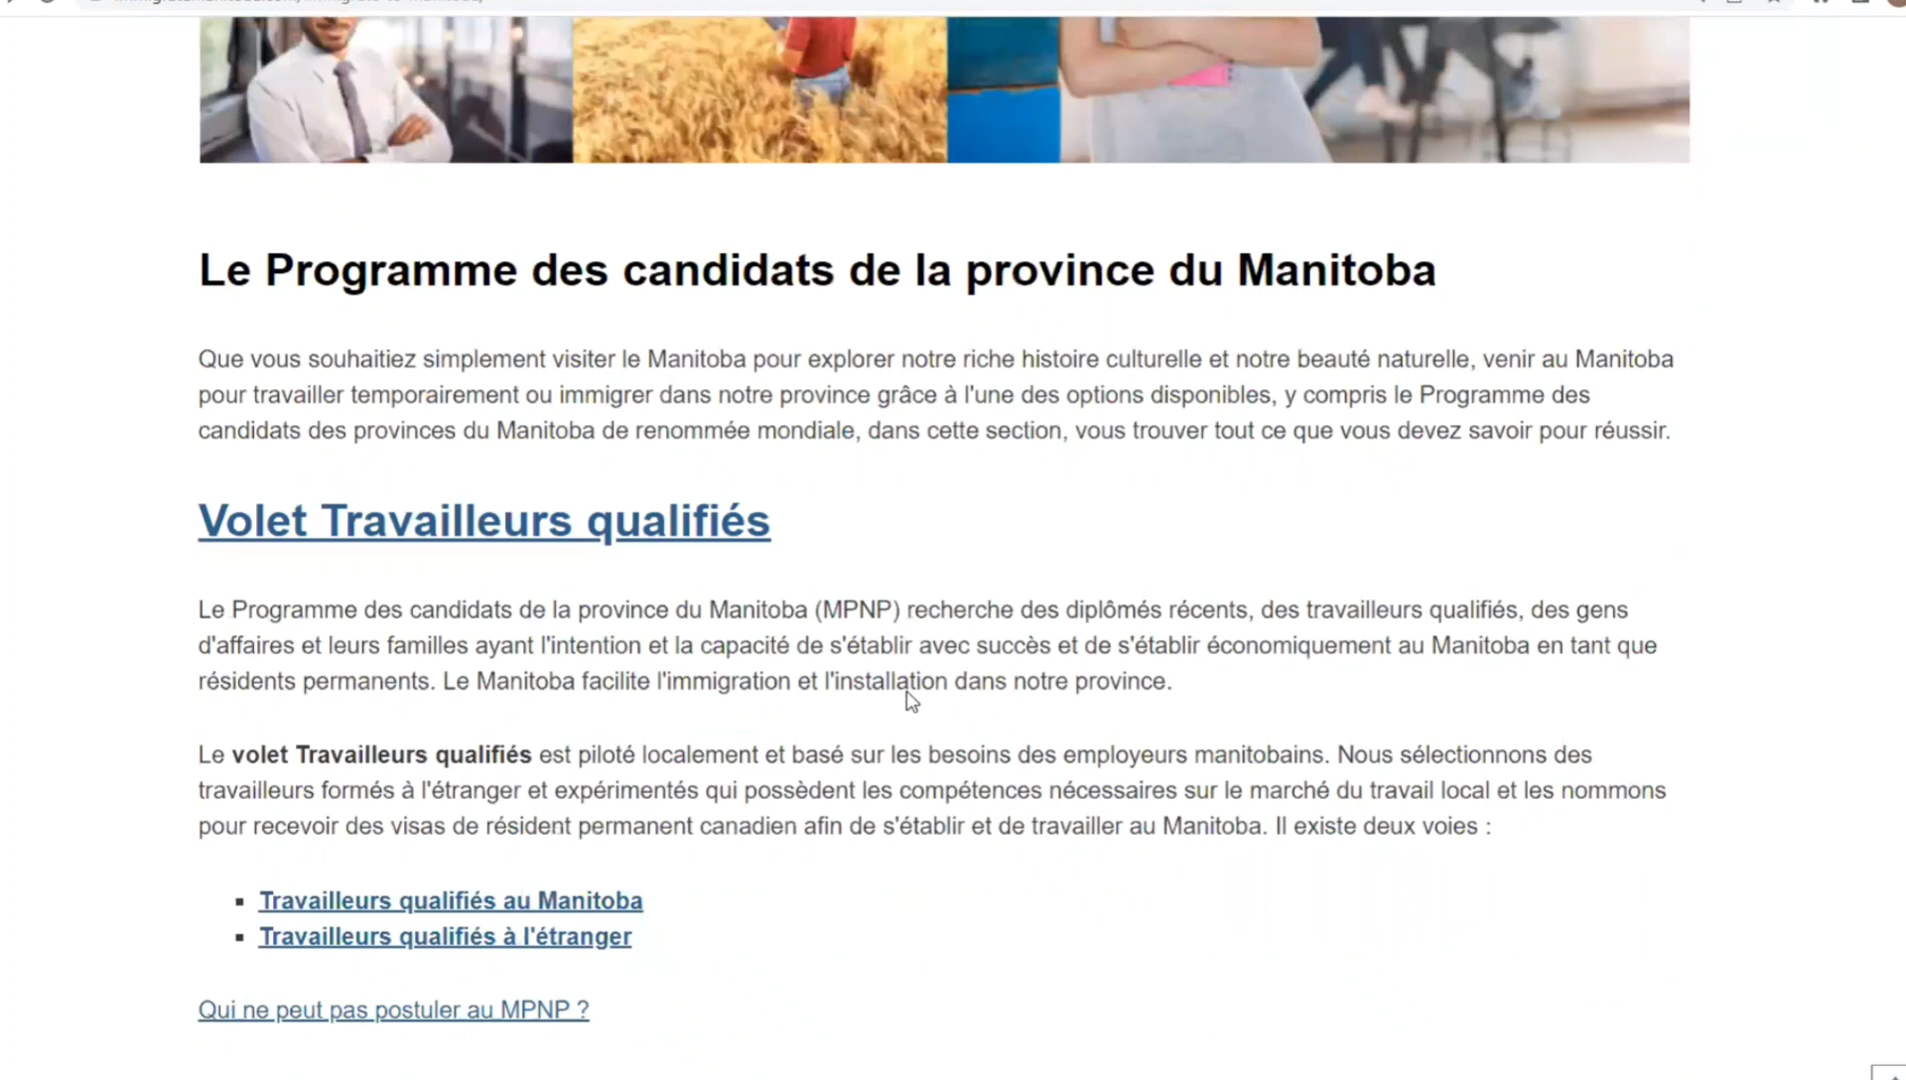 Le Programme des candidats de la province du Manitoba
Que vous souhaitiez simplement visiter le Manitoba pour explorer notre riche histoire culturelle et notre beauté naturelle, venir au Manitoba
pour travailler temporairement ou immigrer dans notre province grâce à l'une des options disponibles, y compris le Programme des
candidats des provinces du Manitoba de renommée mondiale, dans cette section, vous trouver tout ce que vous devez savoir pour réussir.
Volet Travailleurs qualifiés
Le Programme des candidats de la province du Manitoba (MPNP) recherche des diplômés récents, des travailleurs qualifiés, des gens
d'affaires et leurs familles ayant l'intention et la capacité de s'établir avec succès et de s'établir économiquement au Manitoba en tant que
résidents permanents. Le Manitoba facilite l'immigration et l'installation dans notre province.
Le volet Travailleurs qualifiés est piloté localement et basé sur les besoins des employeurs manitobains. Nous sélectionnons des
travailleurs formés à l'étranger et expérimentés qui possèdent les compétences nécessaires sur le marché du travail local et les nommons
pour recevoir des visas de résident permanent canadien afin de s'établir et de travailler au Manitoba. Il existe deux voies :
Travailleurs qualifiés au Manitoba
Travailleurs qualifiés à l'étranger
Qui ne peut pas postuler au MPNP ?